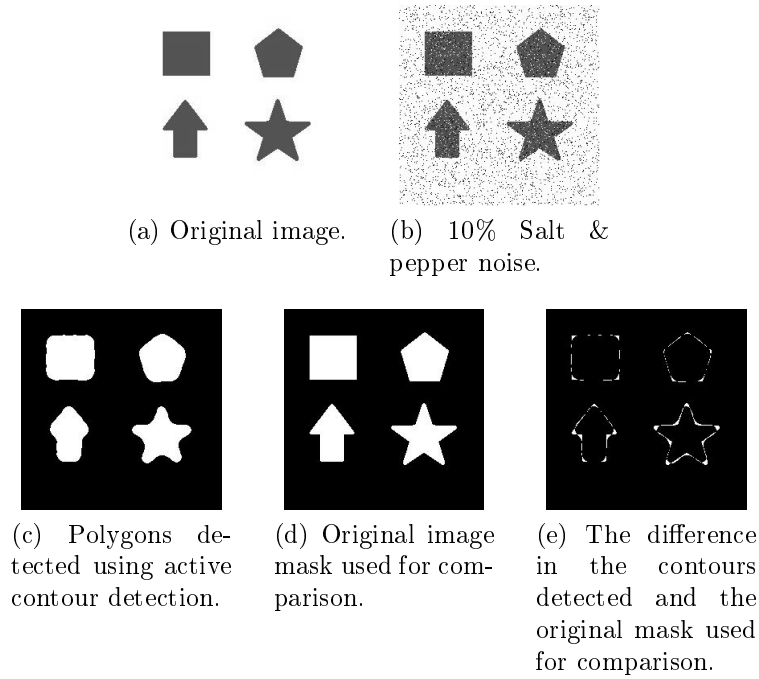 (a) Original image.
(b) 10% Salt &
pepper noise.
(c) Polygons de-
tected using active
contour detection.
(d) Original image
mask used for com-
parison.
(e) The difference
in the contours
detected and the
original mask used
for comparison.